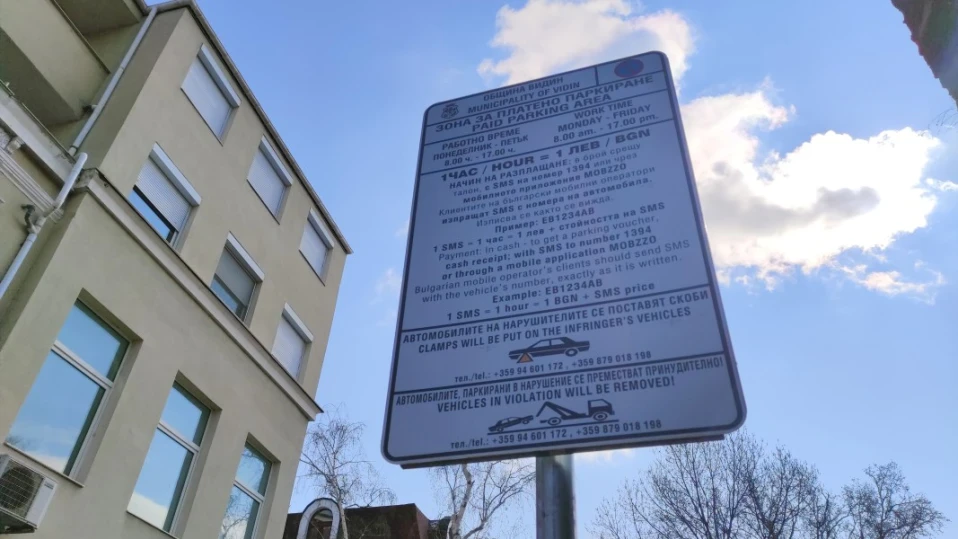 ОБЩИНА ВИДИН
MUNICIPALITY OF VIDIN
ЗОНА ЗА ПЛАТЕНО ПАРКИРАНЕ
PAID PARKING AREA
РАБОТНО ВРЕМЕ
ПОНЕДЕЛНИК - ПЕТЪК
8.00 ч. - 17.00 ч.
WORK TIME
MONDAY - FRIDAY
8.00 am. - 17.00 pm.
1ЧАС / HOUR = 1 ЛЕВ / BGN
НАЧИН НА РАЗПЛАЩАНЕ: в брой срещу
талон, с SMS на номер 1394 или чрез
мобилното приложение MOBZZO
Клиентите на български мобилни оператори
изпращат SMS с номера на автомобила.
Изписва се както се вижда.
Пример: EB1234AB
1 SMS = 1 час = 1 лев + стойността на SMS
Payment: In cash - to get a parking voucher,
cash receipt; with SMS to number 1394
or through a mobile application MOBZZO
Bulgarian mobile operator's clients should send SMS
with the vehicle's number, exactly as it is written.
Example: EB1234AB
1 SMS = 1 hour = 1 BGN + SMS price
АВТОМОБИЛИТЕ НА НАРУШИТЕЛИТЕ СЕ ПОСТАВЯТ СКОБИ
CLAMPS WILL BE PUT ON THE INFRINGER'S VEHICLES
тел./tel.: +359 94 601 172 , +359 879 018 198
АВТОМОБИЛИТЕ, ПАРКИРАНИ В НАРУШЕНИЕ СЕ ПРЕМЕСТВАТ ПРИНУДИТЕЛНО!
VEHICLES IN VIOLATION WILL BE REMOVED!
тел./tel.: +359 94 601 172 , +359 879 018 198